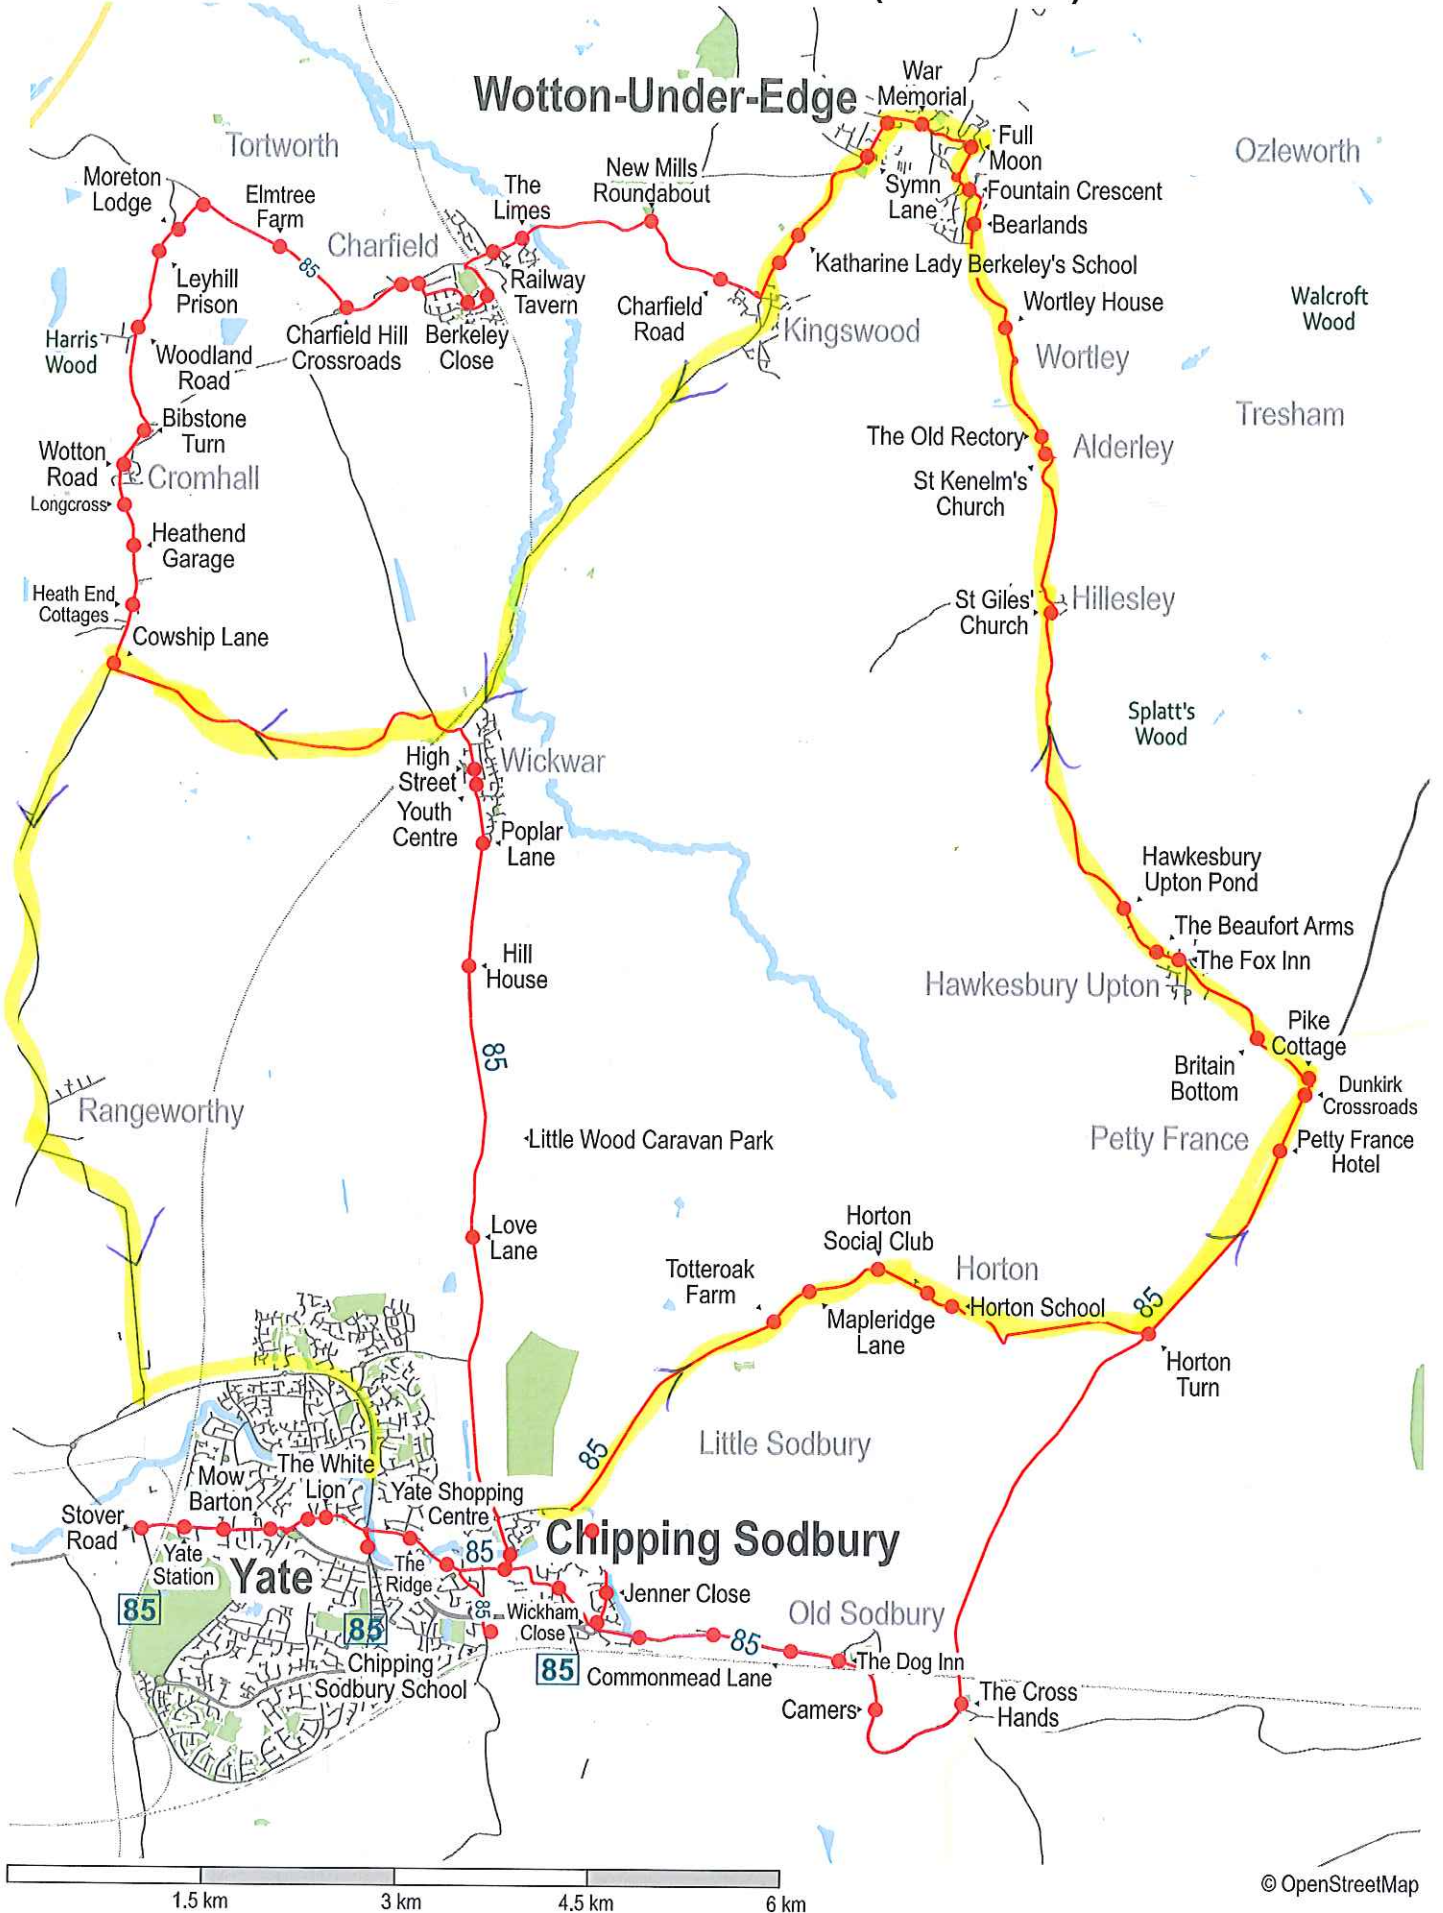 Wotton-Under-Edge
War
Memorial
Full
Moon
Ozleworth
Tortworth
Moreton
Lodge
Elmtree
Farm
The
Limes
New Mills
Roundabout
Symn
Lane
Fountain Crescent
Bearlands
Charfield
85
Leyhill
Prison
Railway
Tavern
Katharine Lady Berkeley's School
Charfield
Road
Wortley House
Walcroft
Wood
Harris
Wood
Woodland
Road
Charfield Hill
Crossroads
Berkeley
Close
Kingswood
Wortley
Bibstone
Turn
Tresham
Wotton
Road
Cromhall
The Old Rectory
Alderley
St Kenelm's
Church
Longcross
Heathend
Garage
Heath End
Cottages
St Giles'
Church
Hillesley
Cowship Lane
Splatt's
Wood
High
Street
Wickwar
Youth
Centre
Poplar
Lane
Hawkesbury
Upton Pond
The Beaufort Arms
The Fox Inn
Hill
House
Hawkesbury Upton
Pike
Cottage
85
Britain
Bottom
Dunkirk
Crossroads
Rangeworthy
Little Wood Caravan Park
Petty France
Petty France
Hotel
Love
Lane
Horton
Social Club
Totteroak
Farm
Horton
85
Horton School
Mapleridge
Lane
Horton
Turn
85
Little Sodbury
The White
Lion
Mow
Barton
Yate Shopping
Centre
Stover
Road
Chipping Sodbury
Yate
Station
Yate
The
Ridge
85
Jenner Close
85
85
85
Wickham
Close
Old Sodbury
85
The Dog Inn
Chipping
Sodbury School
85
Commonmead Lane
Camers
The Cross
Hands
© OpenStreetMap
1.5 km
3 km
4.5 km
6 km